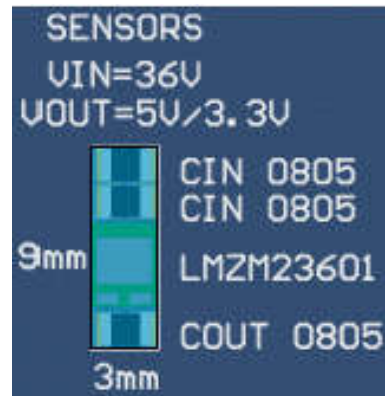 SENSORS
VIN=36V
VOUT=5V/3.3V
CIN 0805
CIN 0805
9mm
LMZM23601
COUT 0805
3mm